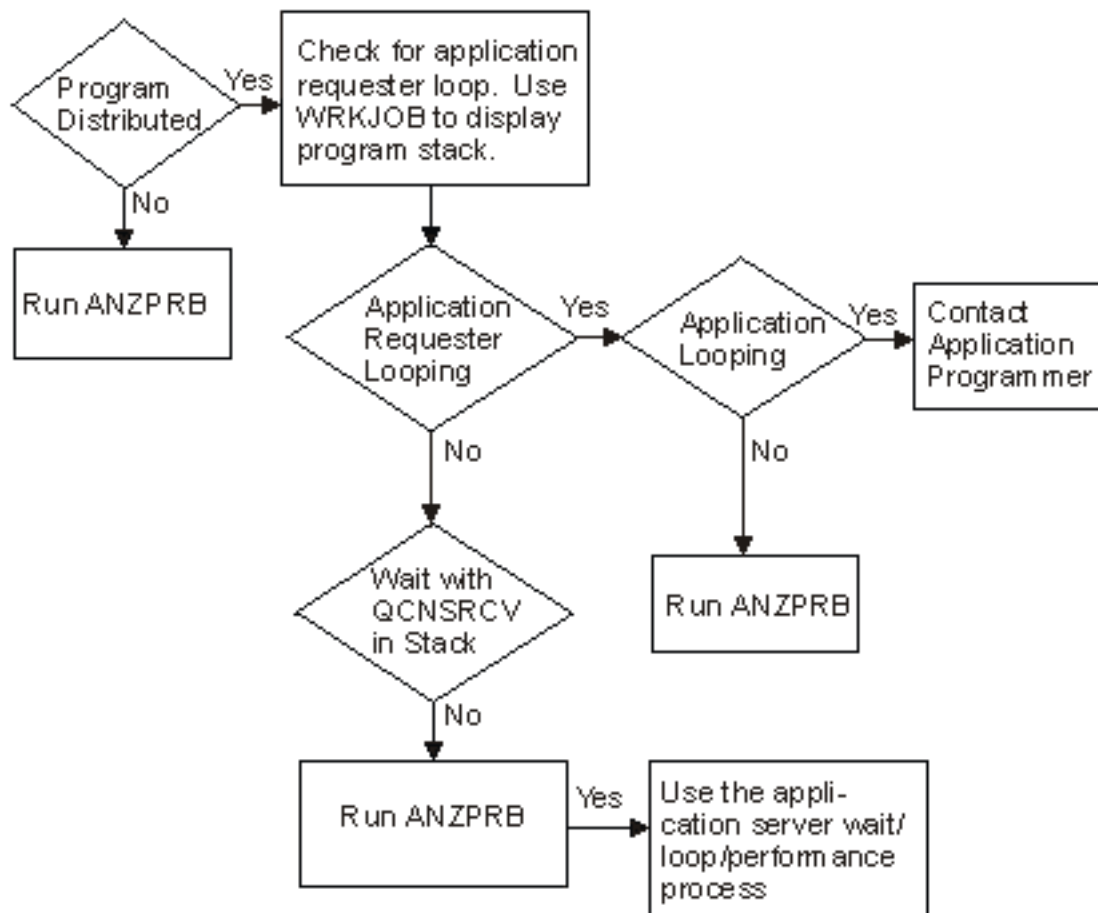 Program
Distributed
Yes
Check for application
requester loop. Use
WRKJOB to display
program stack.
No
Run ANZPRB
Application
Requester
Looping
Yes
Application
Looping
Yes
Contact
Application
Programmer
No
No
Wait with
QCNSRCV
in Stack
Run ANZPRB
No
Run ANZPRB
Yes
Use the appli-
cation server wait/
loop/performance
process